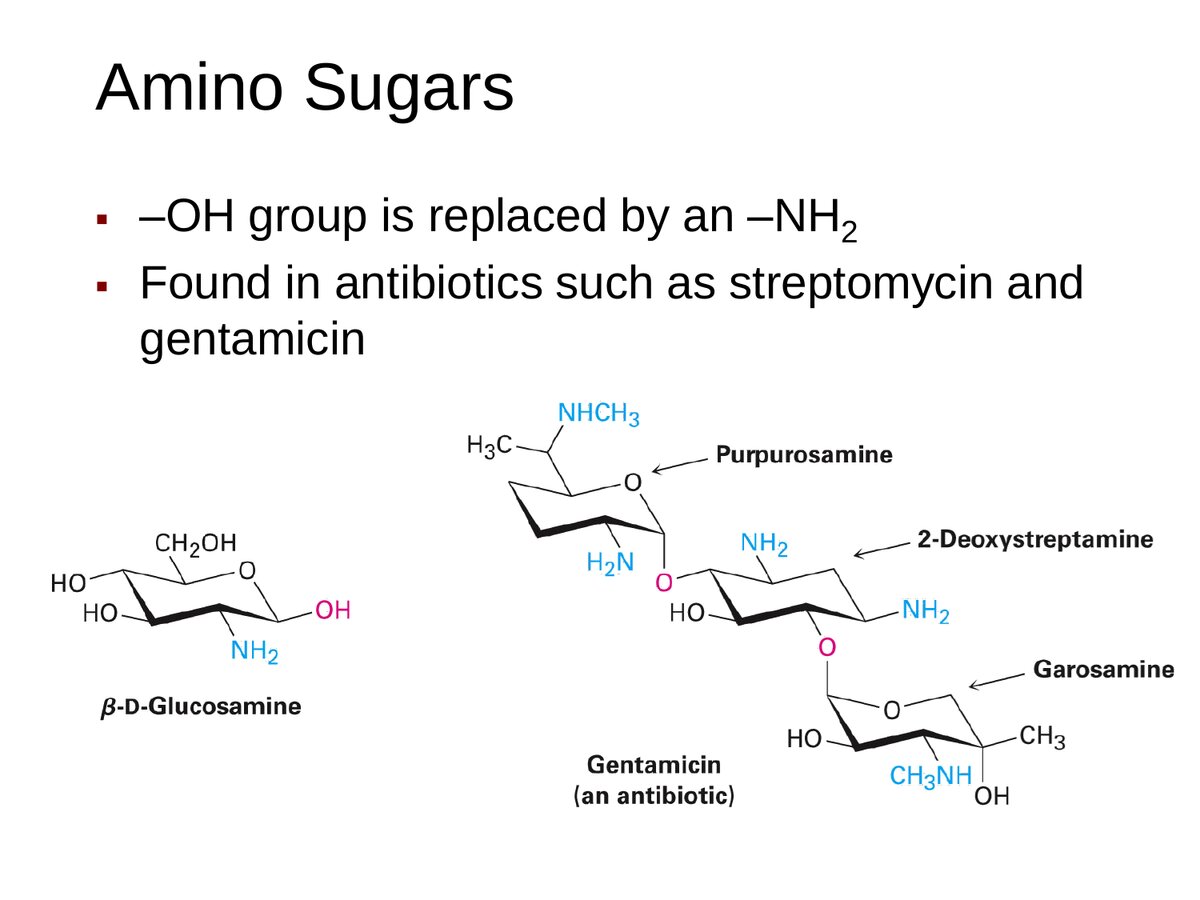 Amino Sugars
▪ –OH group is replaced by an –NH₂
▪ Found in antibiotics such as streptomycin and
gentamicin
CH₂OH
HO
O
HO
OH
NH₂
β-D-Glucosamine
NHCH₃
H₃C
O
Purpurosamine
H₂N
O
NH₂
2-Deoxystreptamine
HO
NH₂
O
Garosamine
O
HO
CH₃
CH₃NH
OH
Gentamicin
(an antibiotic)